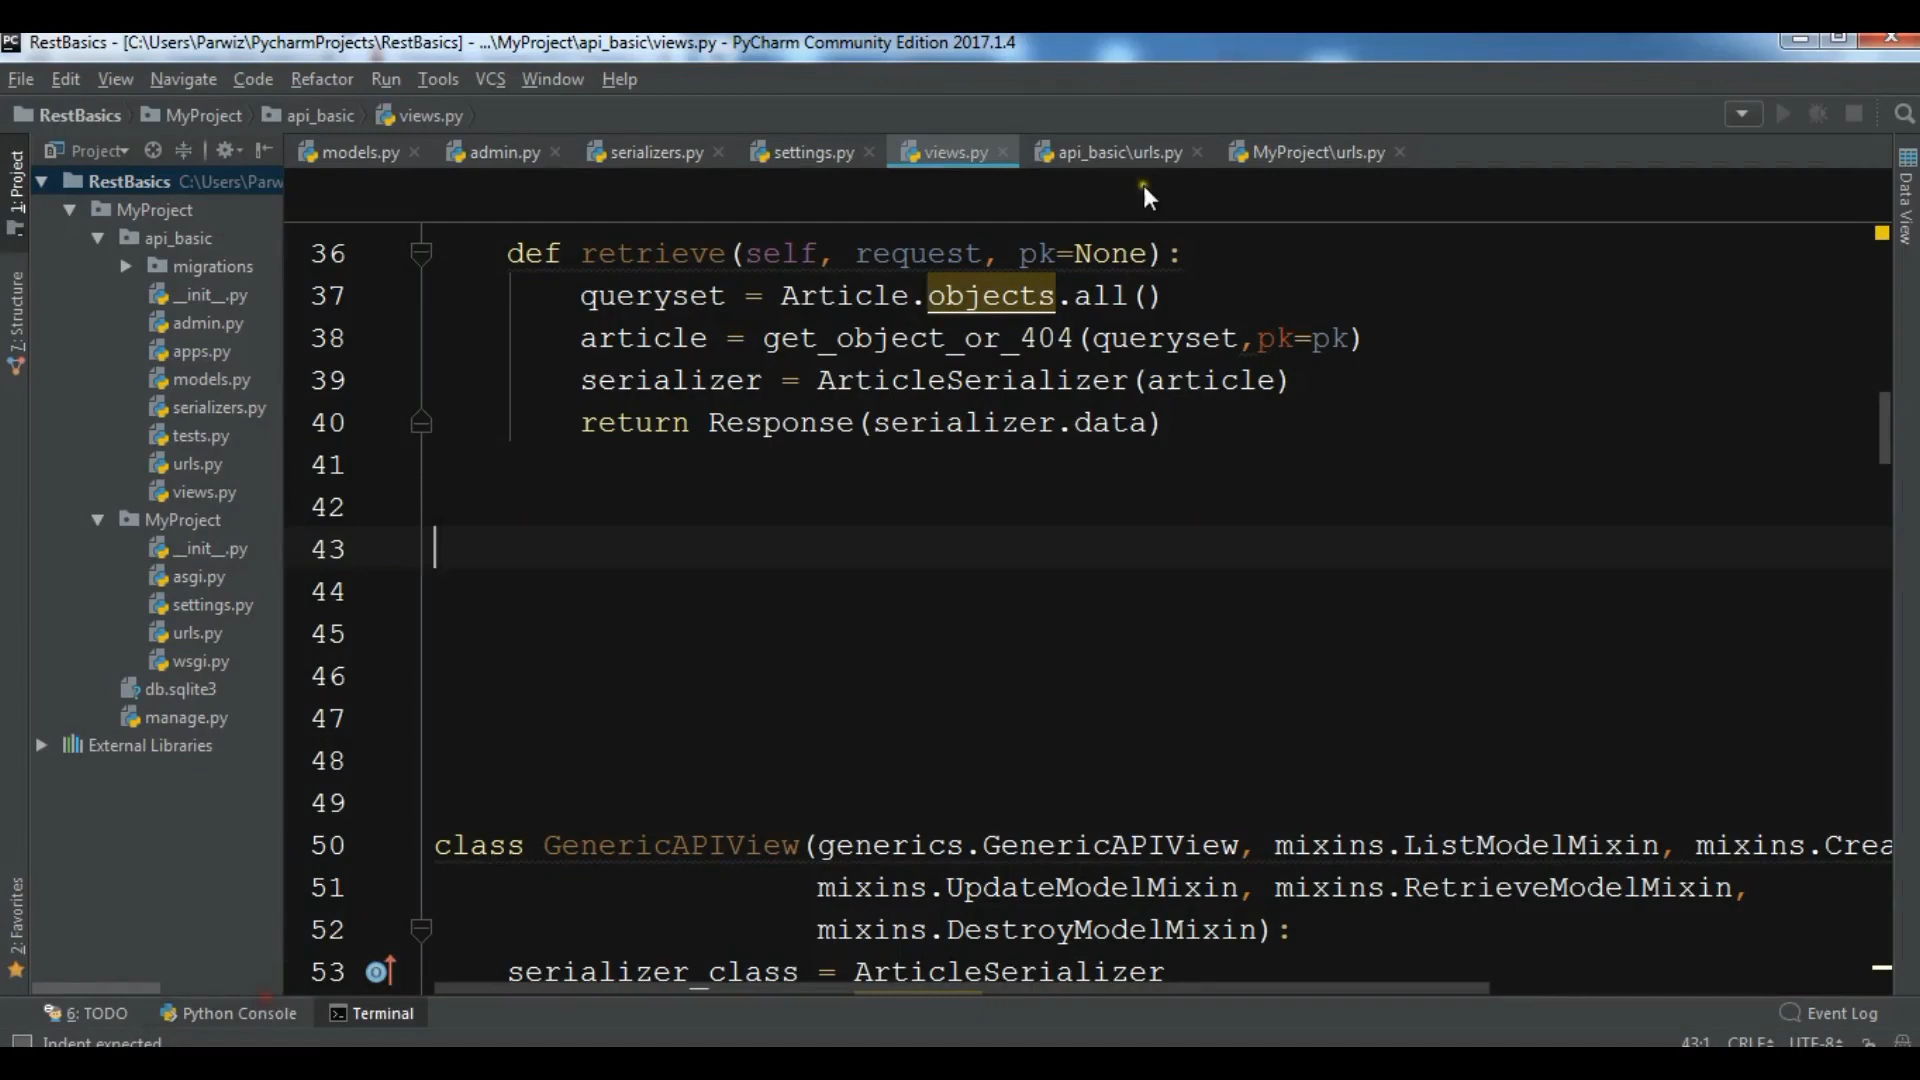 RestBasics - [C:\Users\Parwiz\PycharmProjects\RestBasics] - ...\MyProject\api_basic\views.py - PyCharm Community Edition 2017.1.4
File Edit View Navigate Code Refactor Run Tools VCS Window Help
RestBasics MyProject api_basic views.py
Project
models.py admin.py serializers.py settings.py views.py api_basic\urls.py MyProject\urls.py
1: Project
7: Structure
2: Favorites
Data View
RestBasics C:\Users\Parw
MyProject
api_basic
migrations
__init__.py
admin.py
apps.py
models.py
serializers.py
tests.py
urls.py
views.py
MyProject
__init__.py
asgi.py
settings.py
urls.py
wsgi.py
db.sqlite3
manage.py
External Libraries
36 def retrieve(self, request, pk=None):
37 queryset = Article.objects.all()
38 article = get_object_or_404(queryset,pk=pk)
39 serializer = ArticleSerializer(article)
40 return Response(serializer.data)
41
42
43
44
45
46
47
48
49
50 class GenericAPIView(generics.GenericAPIView, mixins.ListModelMixin, mixins.Crea
51 mixins.UpdateModelMixin, mixins.RetrieveModelMixin,
52 mixins.DestroyModelMixin):
53 serializer_class = ArticleSerializer
6: TODO Python Console Terminal Event Log
Indent expected 43:1 CRLF UTF-8